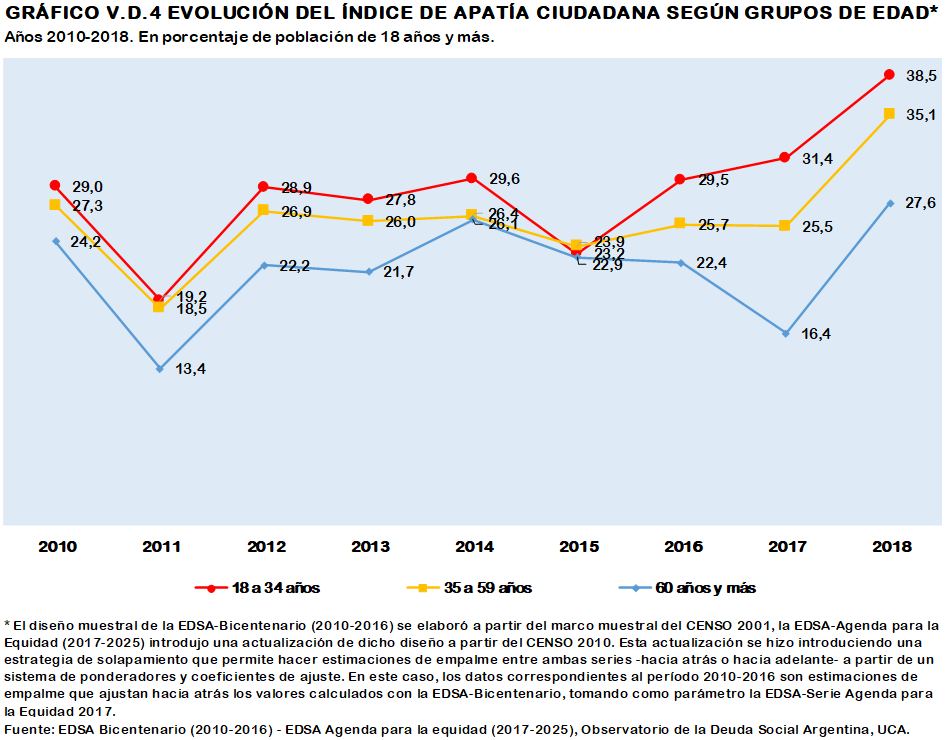 GRÁFICO V.D.4 EVOLUCIÓN DEL ÍNDICE DE APATÍA CIUDADANA SEGÚN GRUPOS DE EDAD*
Años 2010-2018. En porcentaje de población de 18 años y más.
38,5
35,1
31,4
29,0
28,9
29,6
29,5
27,3
27,8
27,6
26,9
26,4
26,0
26,1
25,7
25,5
24,2
23,9
23,2
22,9
22,2
22,4
21,7
19,2
18,5
16,4
13,4
2010 2011 2012 2013 2014 2015 2016 2017 2018
18 a 34 años 35 a 59 años 60 años y más
* El diseño muestral de la EDSA-Bicentenario (2010-2016) se elaboró a partir del marco muestral del CENSO 2001, la EDSA-Agenda para la
Equidad (2017-2025) introdujo una actualización de dicho diseño a partir del CENSO 2010. Esta actualización se hizo introduciendo una
estrategia de solapamiento que permite hacer estimaciones de empalme entre ambas series -hacia atrás o hacia adelante- a partir de un
sistema de ponderadores y coeficientes de ajuste. En este caso, los datos correspondientes al período 2010-2016 son estimaciones de
empalme que ajustan hacia atrás los valores calculados con la EDSA-Bicentenario, tomando como parámetro la EDSA-Serie Agenda para
la Equidad 2017.
Fuente: EDSA Bicentenario (2010-2016) - EDSA Agenda para la equidad (2017-2025), Observatorio de la Deuda Social Argentina, UCA.